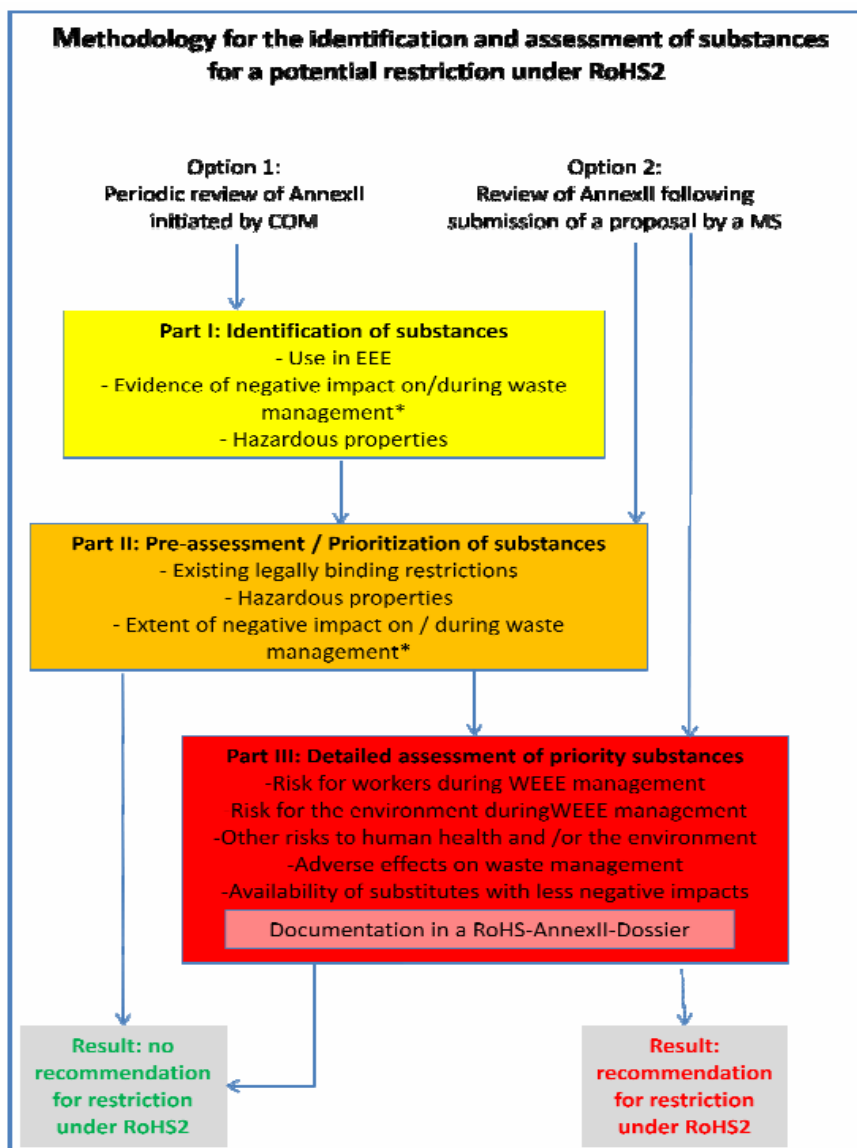 Methodology for the identification and assessment of substances
for a potential restriction under RoHS2
Option 1:
Periodic review of AnnexII
initiated by COM
Option 2:
Review of AnnexII following
submission of a proposal by a MS
Part I: Identification of substances
- Use in EEE
- Evidence of negative impact on/during waste
management*
- Hazardous properties
Part II: Pre-assessment / Prioritization of substances
- Existing legally binding restrictions
- Hazardous properties
- Extent of negative impact on / during waste
management*
Part III: Detailed assessment of priority substances
-Risk for workers during WEEE management
-Risk for the environment duringWEEE management
-Other risks to human health and /or the environment
-Adverse effects on waste management
-Availability of substitutes with less negative impacts
Documentation in a RoHS-AnnexII-Dossier
Result: no
recommendation
for restriction
under RoHS2
Result:
recommendation
for restriction
under RoHS2